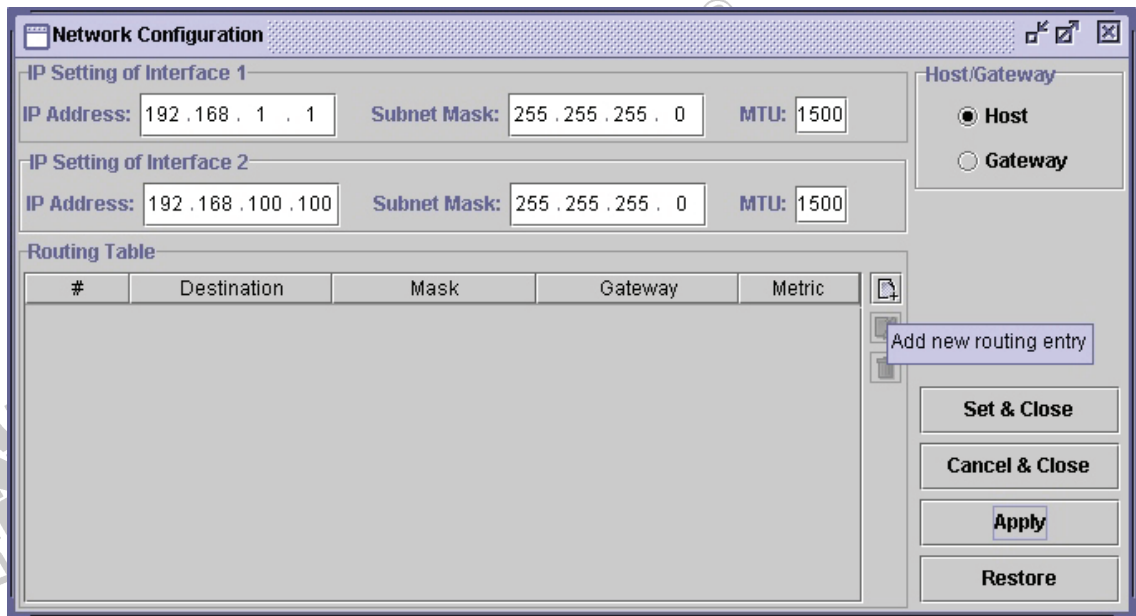 Network Configuration
IP Setting of Interface 1
IP Address: 192 .168 . 1 . 1 Subnet Mask: 255 .255 .255 . 0 MTU: 1500
IP Setting of Interface 2
IP Address: 192 .168 .100 .100 Subnet Mask: 255 .255 .255 . 0 MTU: 1500
Host/Gateway
Host
Gateway
Routing Table
# Destination Mask Gateway Metric
Add new routing entry
Set & Close
Cancel & Close
Apply
Restore